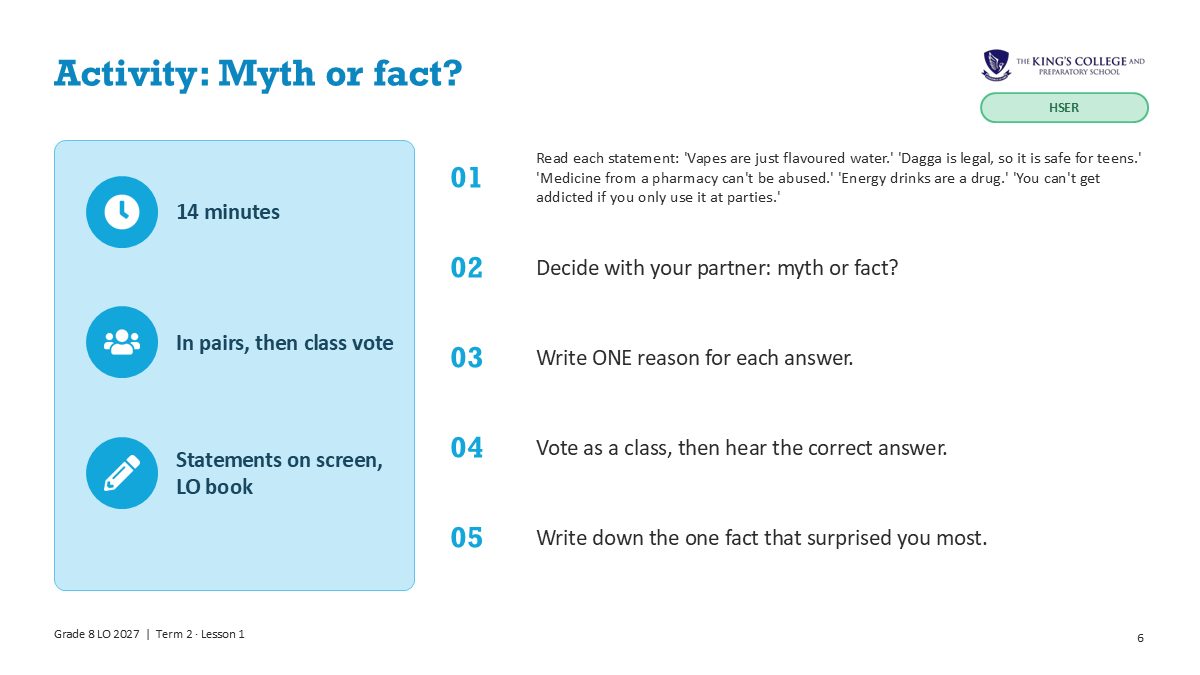 Activity: Myth or fact?
THE KING'S COLLEGE AND
PREPARATORY SCHOOL
HSER
14 minutes
In pairs, then class vote
Statements on screen,
LO book
01
Read each statement: 'Vapes are just flavoured water.' 'Dagga is legal, so it is safe for teens.'
'Medicine from a pharmacy can't be abused.' 'Energy drinks are a drug.' 'You can't get
addicted if you only use it at parties.'
02
Decide with your partner: myth or fact?
03
Write ONE reason for each answer.
04
Vote as a class, then hear the correct answer.
05
Write down the one fact that surprised you most.
Grade 8 LO 2027 | Term 2 · Lesson 1
6